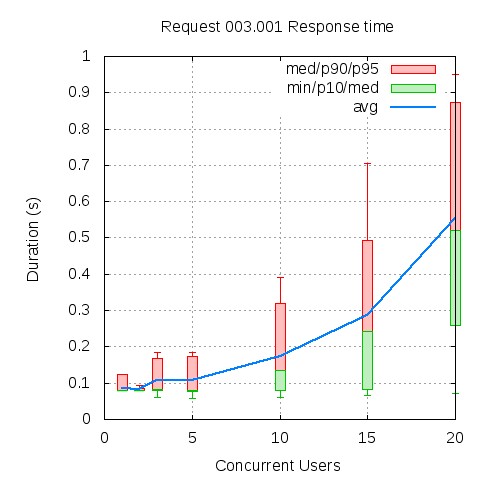 Request 003.001 Response time
med/p90/p95
min/p10/med
avg
Duration (s)
1
0.9
0.8
0.7
0.6
0.5
0.4
0.3
0.2
0.1
0
0 5 10 15 20
Concurrent Users